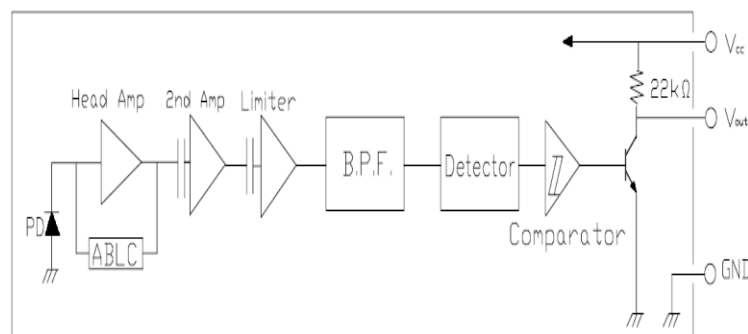 Vcc
22kΩ
Vout
Head Amp
2nd Amp
Limiter
B.P.F.
Detector
Comparator
PD
ABLC
GND